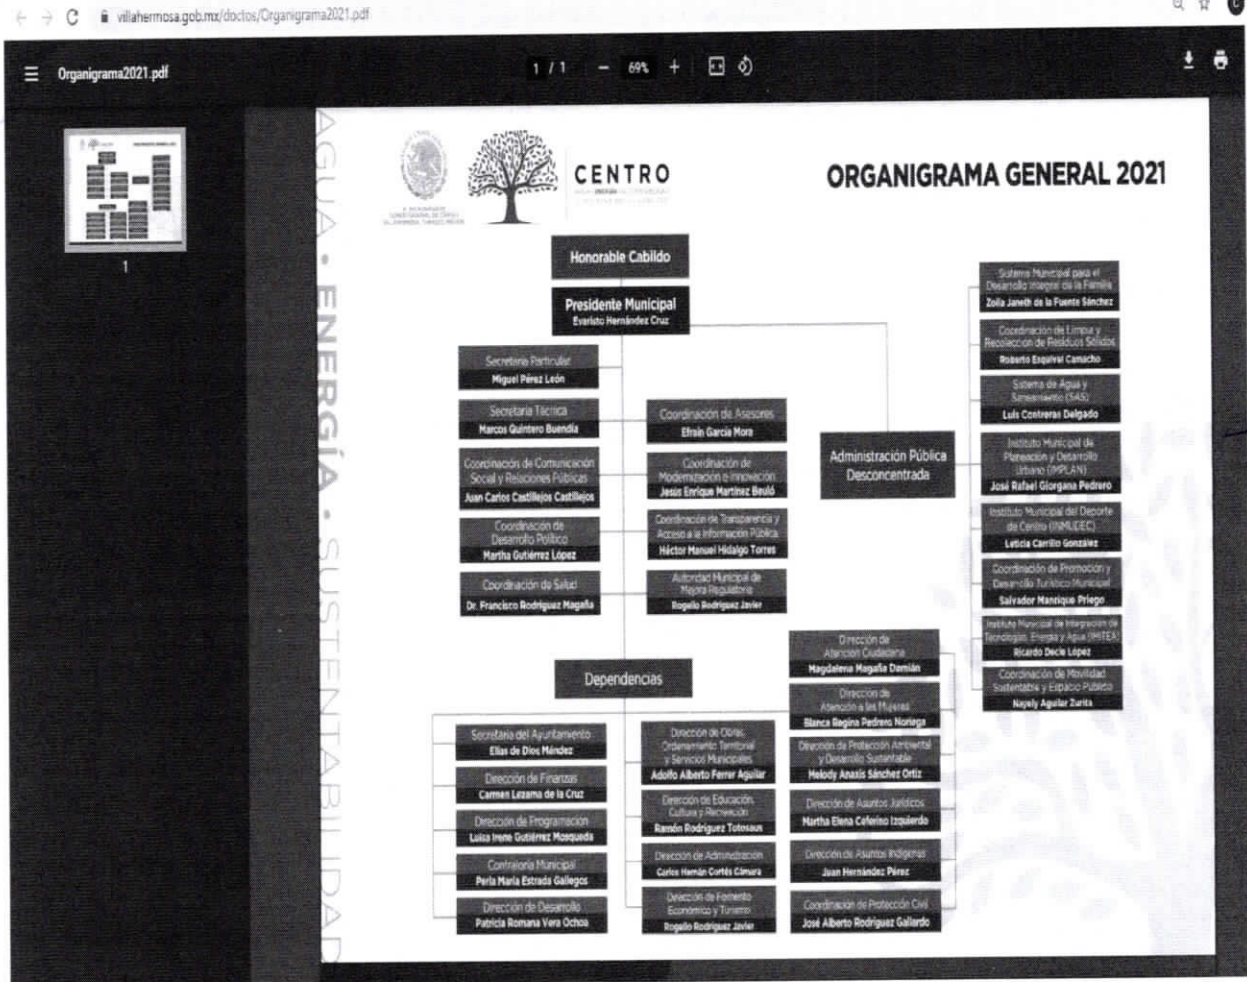 villahermosa.gob.mx/doctos/Organigrama2021.pdf
Organigrama2021.pdf
1 / 1
69%
1
AGUA • ENERGÍA • SUSTENTABILIDAD
CENTRO
ORGANIGRAMA GENERAL 2021
Honorable Cabildo
Presidente Municipal
Evaristo Hernández Cruz
Secretaría Particular
Miguel Pérez León
Secretaría Técnica
Marcos Quintero Buendía
Coordinación de Comunicación
Social y Relaciones Públicas
Juan Carlos Castillejos Castillejos
Coordinación de
Desarrollo Político
Martha Gutiérrez López
Coordinación de Salud
Dr. Francisco Rodríguez Magaña
Coordinación de Asesores
Efraín García Mora
Coordinación de
Modernización e Innovación
Jesús Enrique Martínez Beuló
Coordinación de Transparencia y
Acceso a la Información Pública
Héctor Manuel Hidalgo Torres
Autoridad Municipal de
Mejora Regulatoria
Rogelio Rodríguez Javier
Administración Pública
Desconcentrada
Sistema Municipal para el
Desarrollo Integral de la Familia
Zoila Janeth de la Fuente Sánchez
Coordinación de Limpia y
Recolección de Residuos Sólidos
Roberto Esquivel Camacho
Sistema de Agua y
Saneamiento (SAS)
Luis Contreras Delgado
Instituto Municipal de
Planeación y Desarrollo
Urbano (IMPLAN)
José Rafael Giorgana Pedrero
Instituto Municipal del Deporte
de Centro (INMUDEC)
Leticia Carrillo González
Coordinación de Promoción y
Desarrollo Turístico Municipal
Salvador Manrique Priego
Instituto Municipal de Integración de
Tecnologías, Energía y Agua (IMITEA)
Ricardo Decle López
Coordinación de Movilidad
Sustentable y Espacio Público
Nayely Aguilar Zurita
Dependencias
Secretaría del Ayuntamiento
Elías de Dios Méndez
Dirección de Finanzas
Carmen Lezama de la Cruz
Dirección de Programación
Luisa Irene Gutiérrez Mosqueda
Contraloría Municipal
Perla María Estrada Gallegos
Dirección de Desarrollo
Patricia Romana Vera Ochoa
Dirección de Obras,
Ordenamiento Territorial
y Servicios Municipales
Adolfo Alberto Ferrer Aguilar
Dirección de Educación,
Cultura y Recreación
Ramón Rodríguez Totosaus
Dirección de Administración
Carlos Hernán Cortés Cámara
Dirección de Fomento
Económico y Turismo
Rogelio Rodríguez Javier
Dirección de
Atención Ciudadana
Magdalena Magaña Damián
Dirección de
Atención a las Mujeres
Blanca Regina Pedrero Noriega
Dirección de Protección Ambiental
y Desarrollo Sustentable
Melody Anaxis Sánchez Ortiz
Dirección de Asuntos Jurídicos
Martha Elena Ceferino Izquierdo
Dirección de Asuntos Indígenas
Juan Hernández Pérez
Coordinación de Protección Civil
José Alberto Rodríguez Gallardo